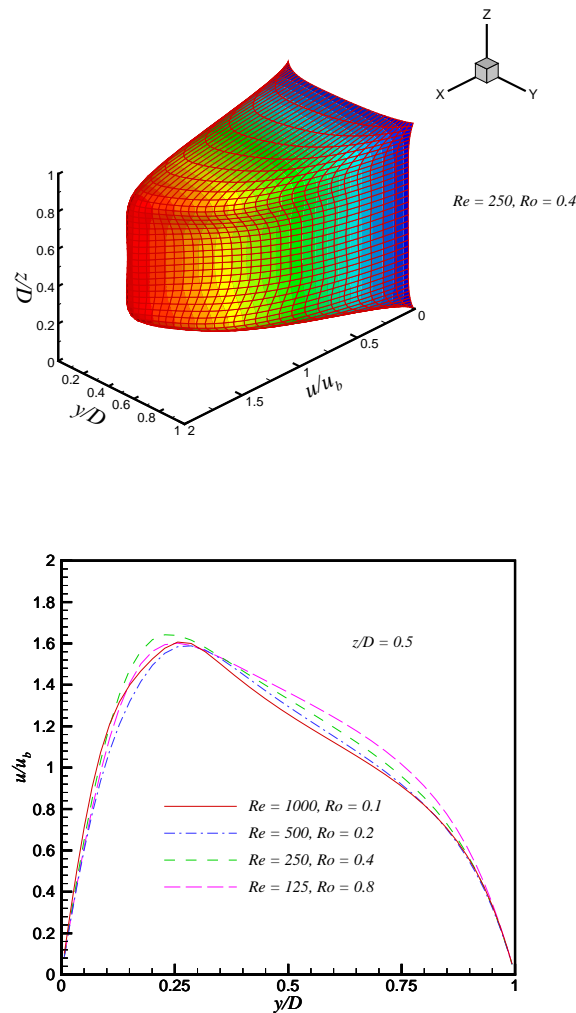 Z
X
Y
Re = 250, Ro = 0.4
1
0.8
0.6
0.4
0.2
0
z/D
0.2
0.4
0.6
0.8
1
y/D
2
1.5
1
0.5
0
u/u_b
2
1.8
1.6
1.4
1.2
1
0.8
0.6
0.4
0.2
0
u/u_b
z/D = 0.5
Re = 1000, Ro = 0.1
Re = 500, Ro = 0.2
Re = 250, Ro = 0.4
Re = 125, Ro = 0.8
0
0.25
0.5
0.75
1
y/D